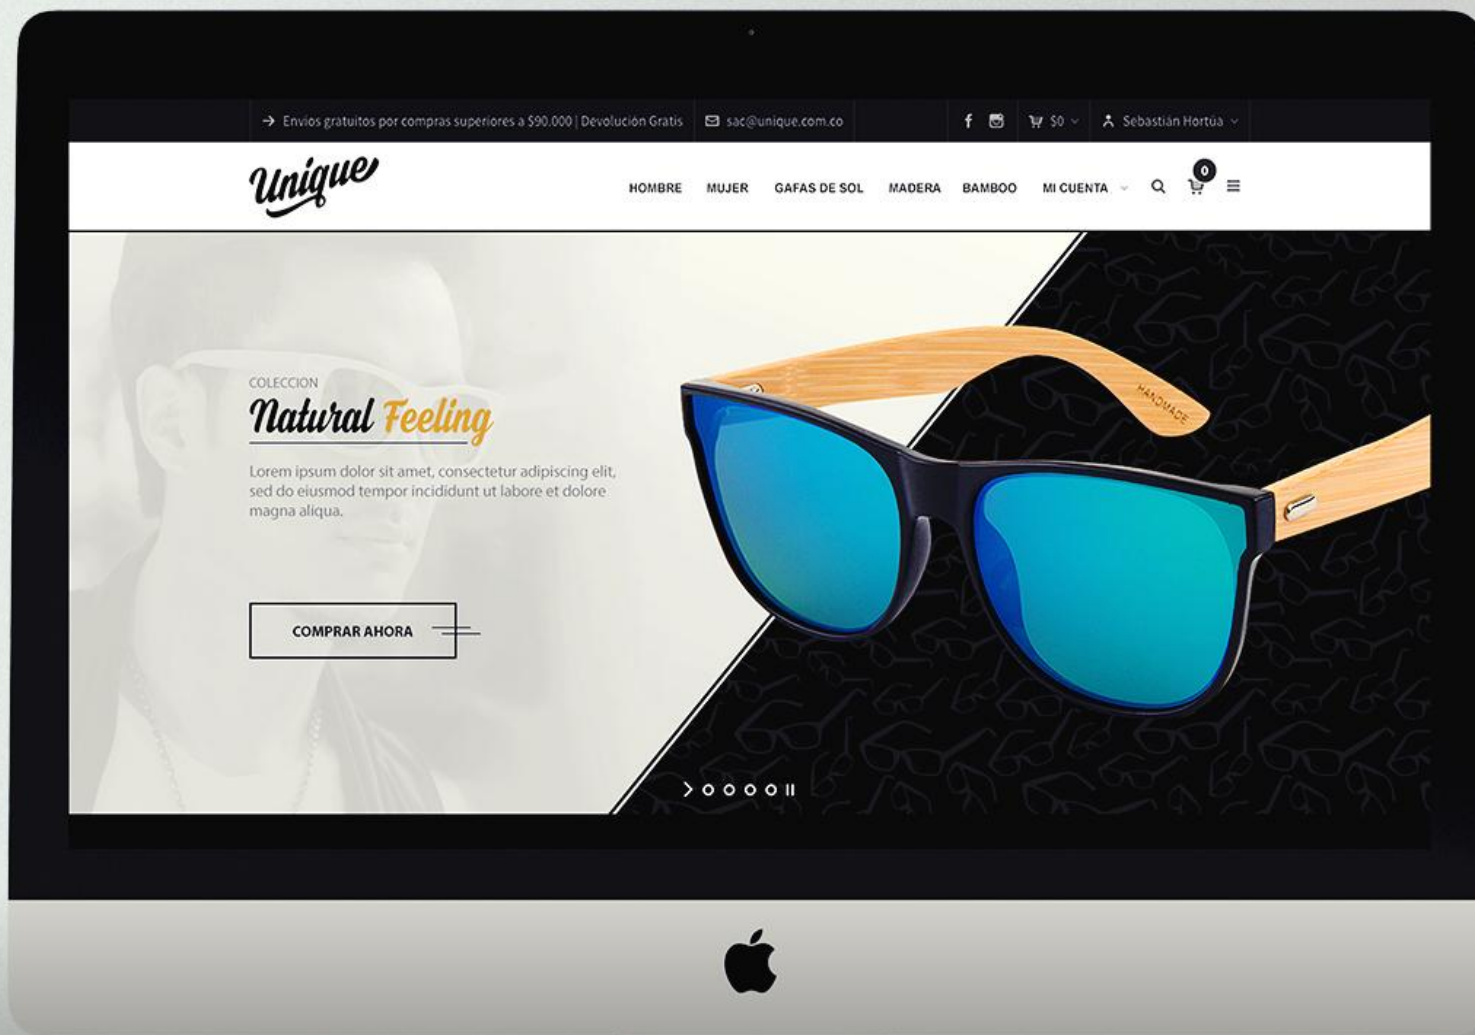 Envios gratuitos por compras superiores a $90.000 | Devolución Gratis
sac@unique.com.co
$0
Sebastián Hortúa
Unique
HOMBRE
MUJER
GAFAS DE SOL
MADERA
BAMBOO
MI CUENTA
0
COLECCION
Natural Feeling
Lorem ipsum dolor sit amet, consectetur adipiscing elit,
sed do eiusmod tempor incididunt ut labore et dolore
magna aliqua.
COMPRAR AHORA
HANDMADE